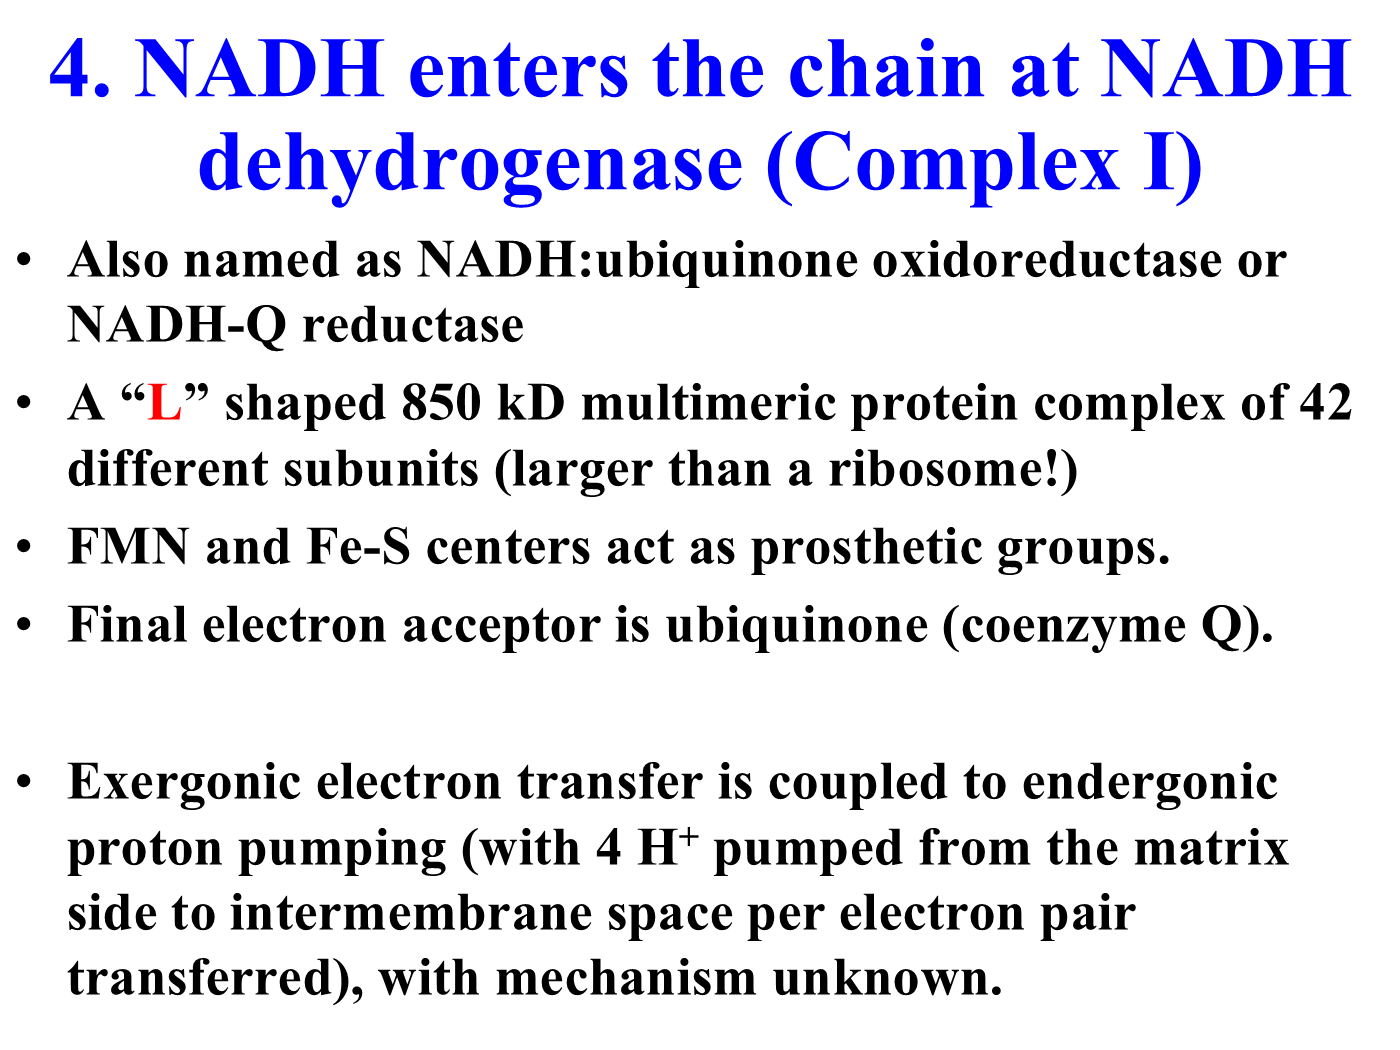 4. NADH enters the chain at NADH
dehydrogenase (Complex I)
• Also named as NADH:ubiquinone oxidoreductase or
NADH-Q reductase
• A “L” shaped 850 kD multimeric protein complex of 42
different subunits (larger than a ribosome!)
• FMN and Fe-S centers act as prosthetic groups.
• Final electron acceptor is ubiquinone (coenzyme Q).
• Exergonic electron transfer is coupled to endergonic
proton pumping (with 4 H⁺ pumped from the matrix
side to intermembrane space per electron pair
transferred), with mechanism unknown.